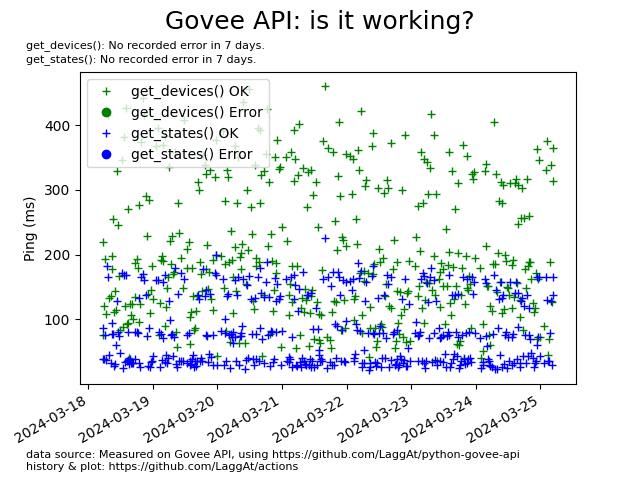 Govee API: is it working?
get_devices(): No recorded error in 7 days.
get_states(): No recorded error in 7 days.
get_devices() OK
get_devices() Error
get_states() OK
get_states() Error
Ping (ms)
400
300
200
100
2024-03-18
2024-03-19
2024-03-20
2024-03-21
2024-03-22
2024-03-23
2024-03-24
2024-03-25
data source: Measured on Govee API, using https://github.com/LaggAt/python-govee-api
history & plot: https://github.com/LaggAt/actions